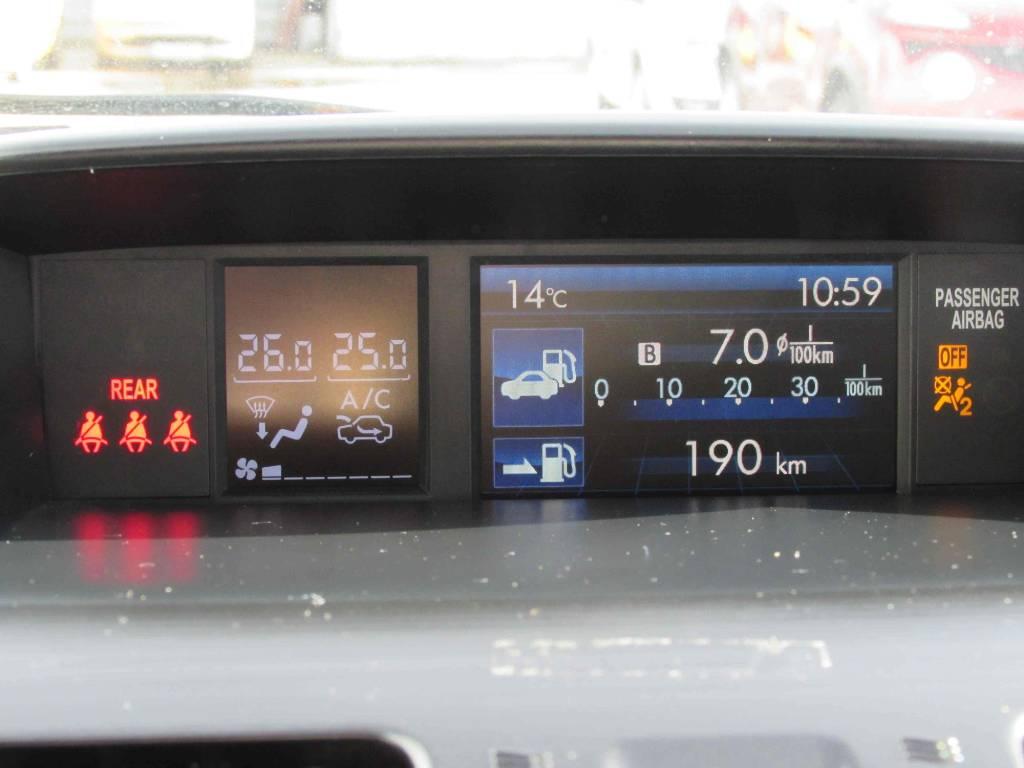 14°C 10:59
PASSENGER
AIRBAG
26.0 25.0
B 7.0 ø l/100km
OFF
REAR
A/C
0 . 10 . 20 . 30 . l/100km
2
190 km